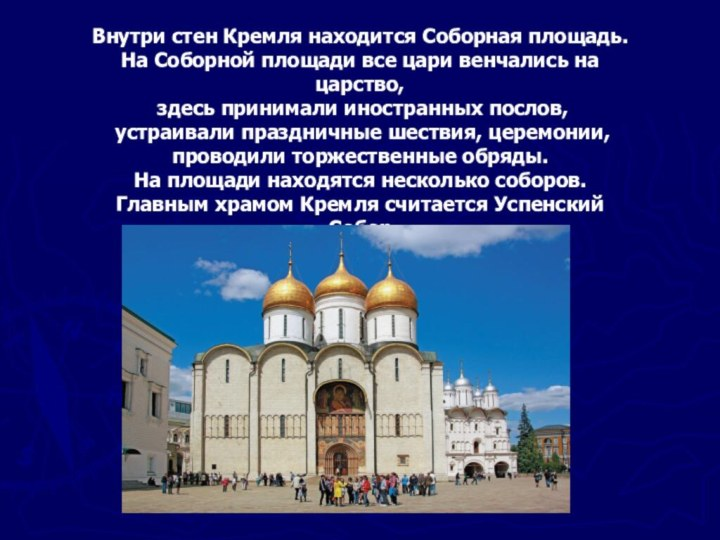 Внутри стен Кремля находится Соборная площадь.
На Соборной площади все цари венчались на
царство,
здесь принимали иностранных послов,
устраивали праздничные шествия, церемонии,
проводили торжественные обряды.
На площади находятся несколько соборов.
Главным храмом Кремля считается Успенский
Собор